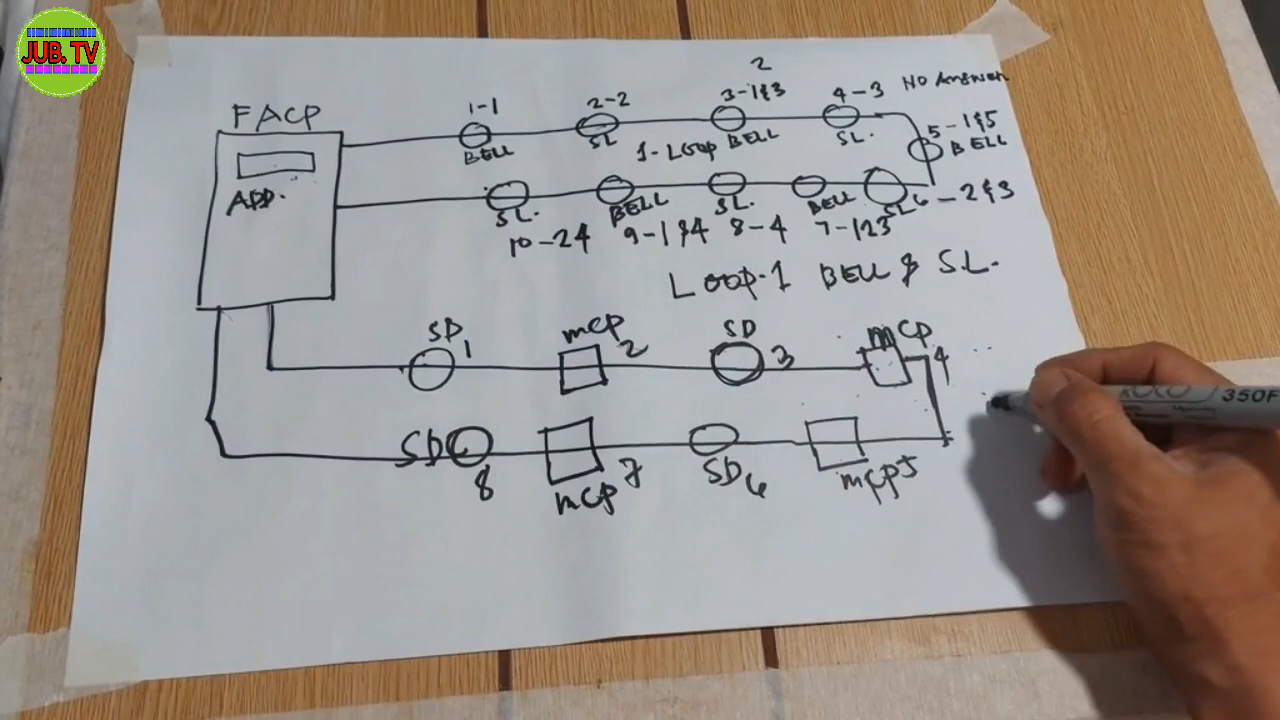 JUB.TV
FACP
ADD.
1-1
BELL
2-2
SL
2
3-1&3
BELL
4-3
SL.
NO Answer
5-1&5
BELL
1-Loop
SL.
10-24
BELL
9-1&4
SL.
8-4
BELL
7-123
SL6-2&3
Loop-1 BELL & S.L.
SD
1
mcp
2
SD
3
mcp
4
SD
8
mcp
7
SD
6
mcp5
350F